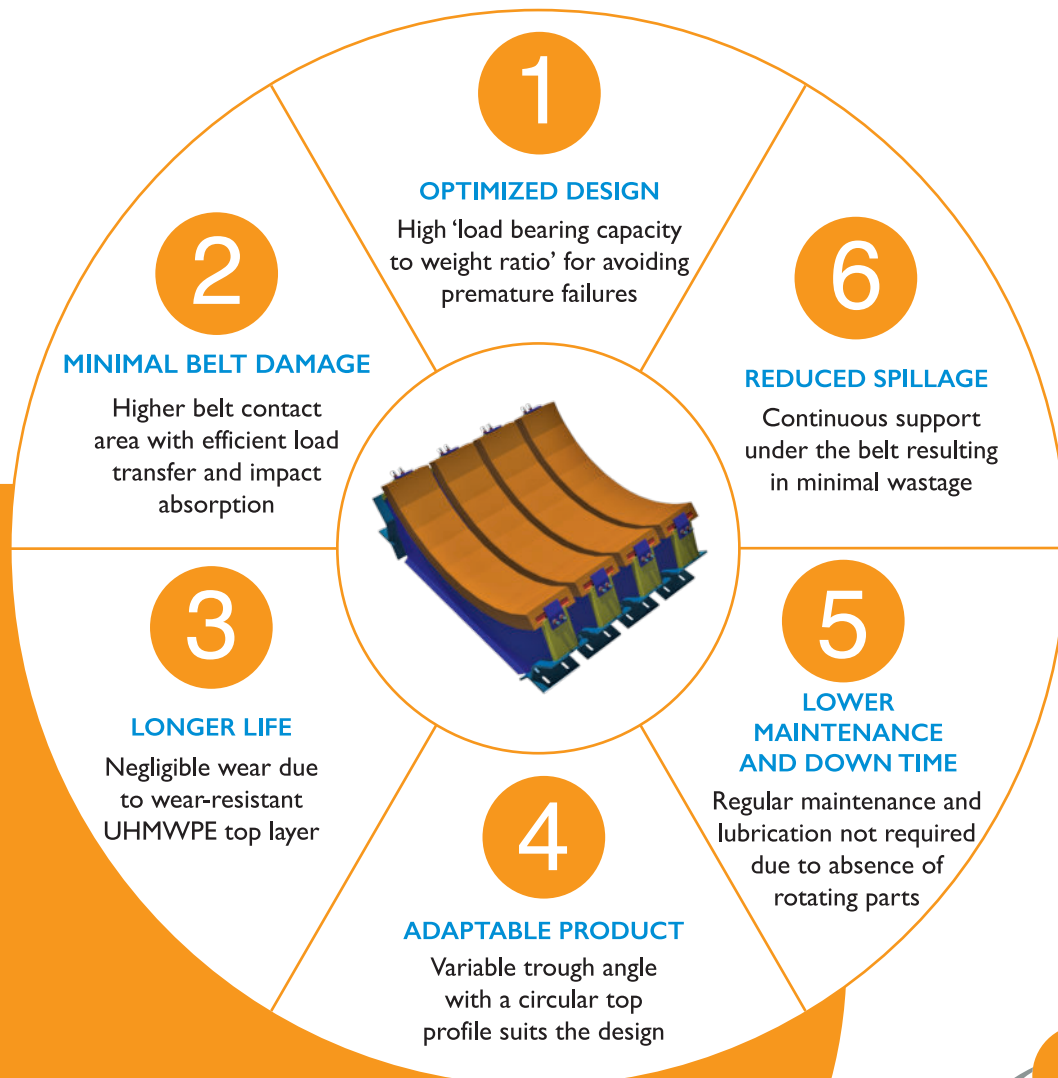 1
OPTIMIZED DESIGN
High ‘load bearing capacity
to weight ratio’ for avoiding
premature failures
2
MINIMAL BELT DAMAGE
Higher belt contact
area with efficient load
transfer and impact
absorption
3
LONGER LIFE
Negligible wear due
to wear-resistant
UHMWPE top layer
4
ADAPTABLE PRODUCT
Variable trough angle
with a circular top
profile suits the design
5
LOWER
MAINTENANCE
AND DOWN TIME
Regular maintenance and
lubrication not required
due to absence of
rotating parts
6
REDUCED SPILLAGE
Continuous support
under the belt resulting
in minimal wastage